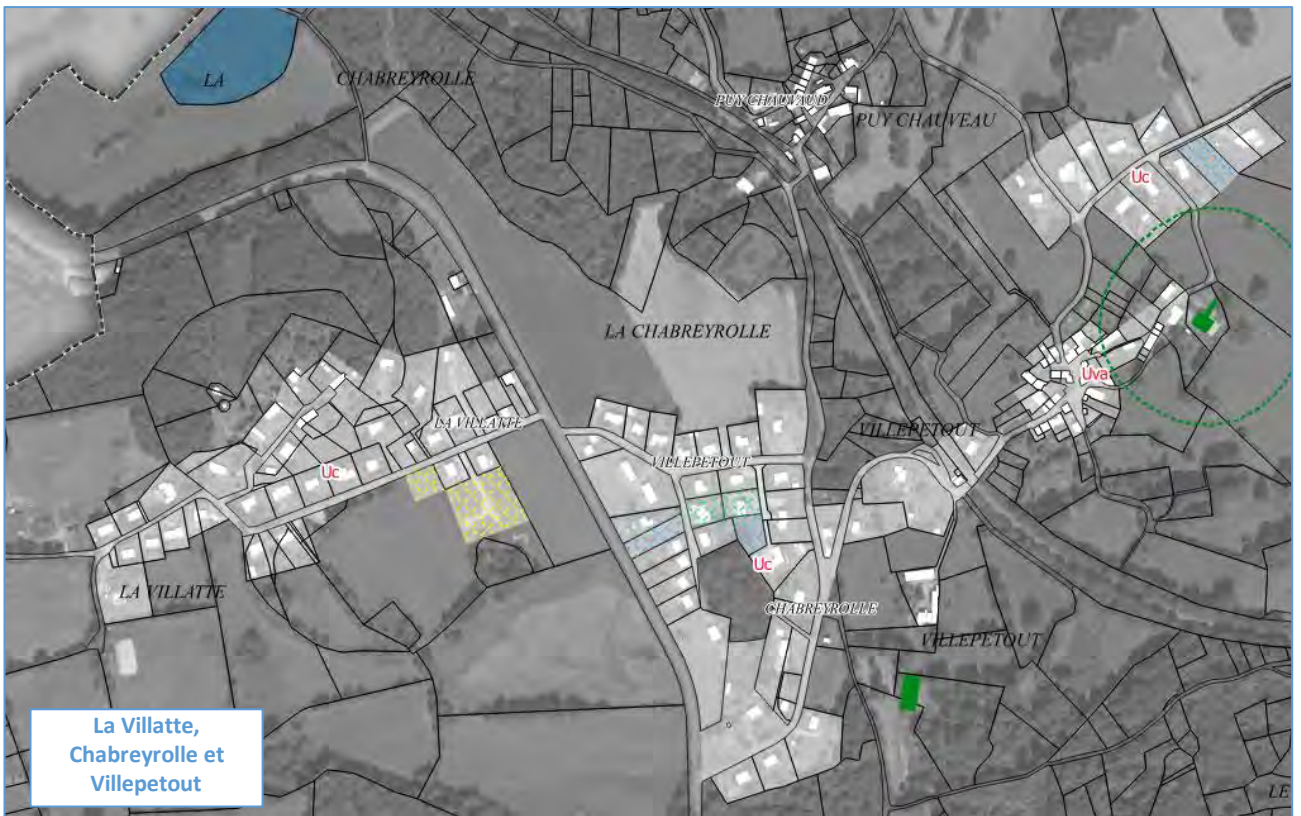 LA
CHABREYROLLE
PUY CHAUVAUD
PUY CHAUVEAU
Uc
LA CHABREYROLLE
Uva
LA VILLATTE
VILLEPETOUT
VILLEPETOUT
Uc
Uc
LA VILLATTE
CHABREYROLLE
VILLEPETOUT
La Villatte,
Chabreyrolle et
Villepetout
LE